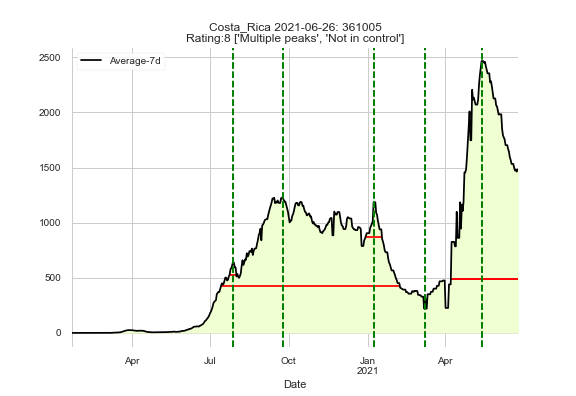 Costa_Rica 2021-06-26: 361005
Rating:8 ['Multiple peaks', 'Not in control']
Average-7d
2500
2000
1500
1000
500
0
Apr Jul Oct Jan Apr
2021
Date